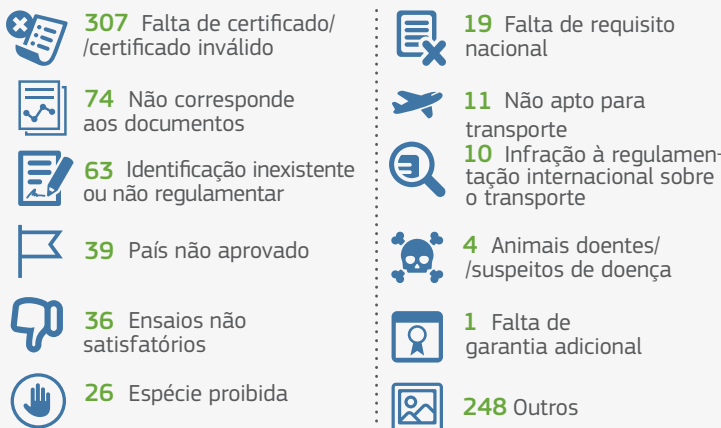 307 Falta de certificado/
/certificado inválido
74 Não corresponde
aos documentos
63 Identificação inexistente
ou não regulamentar
39 País não aprovado
36 Ensaios não
satisfatórios
26 Espécie proibida
19 Falta de requisito
nacional
11 Não apto para
transporte
10 Infração à regulamen-
tação internacional sobre
o transporte
4 Animais doentes/
/suspeitos de doença
1 Falta de
garantia adicional
248 Outros